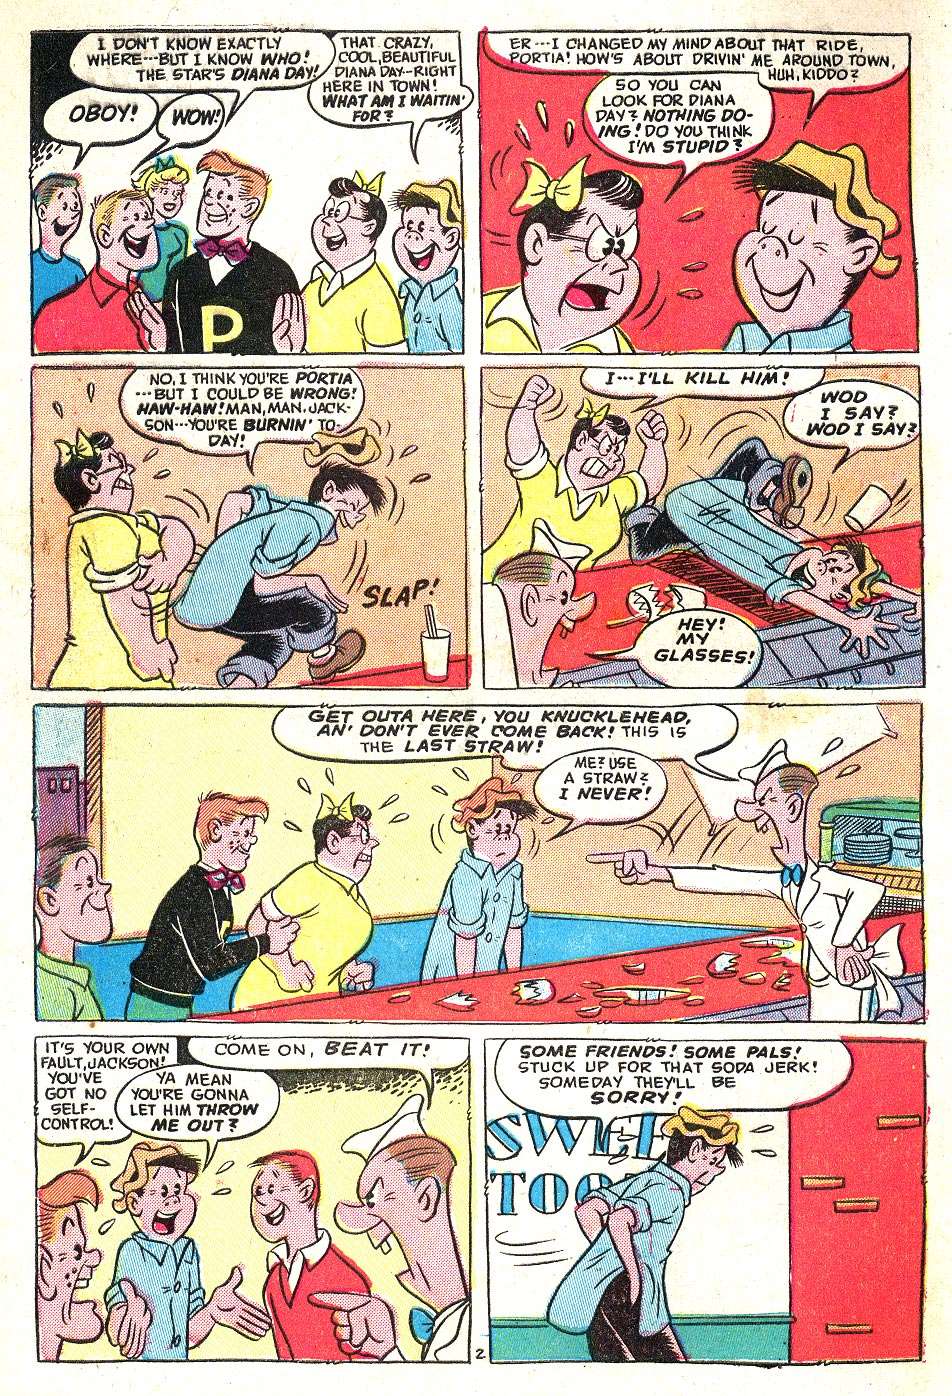 I DON'T KNOW EXACTLY
WHERE---BUT I KNOW WHO!
THE STAR'S DIANA DAY!
OBOY!
WOW!
THAT CRAZY,
COOL, BEAUTIFUL
DIANA DAY--RIGHT
HERE IN TOWN!
WHAT AM I WAITIN'
FOR?
P
ER---I CHANGED MY MIND ABOUT THAT RIDE,
PORTIA! HOW'S ABOUT DRIVIN' ME AROUND TOWN,
HUH, KIDDO?
SO YOU CAN
LOOK FOR DIANA
DAY? NOTHING DO-
ING! DO YOU THINK
I'M STUPID?
NO, I THINK YOU'RE PORTIA
---BUT I COULD BE WRONG!
HAW-HAW! MAN, MAN, JACK-
SON---YOU'RE BURNIN' TO-
DAY!
SLAP!
I---I'LL KILL HIM!
WOD
I SAY?
WOD I SAY?
HEY!
MY
GLASSES!
GET OUTA HERE, YOU KNUCKLEHEAD,
AN' DON'T EVER COME BACK! THIS IS
THE LAST STRAW!
ME? USE
A STRAW?
I NEVER!
IT'S YOUR OWN
FAULT, JACKSON!
YOU'VE
GOT NO
SELF-
CONTROL!
YA MEAN
YOU'RE GONNA
LET HIM THROW
ME OUT?
COME ON, BEAT IT!
SOME FRIENDS! SOME PALS!
STUCK UP FOR THAT SODA JERK!
SOMEDAY THEY'LL BE
SORRY!
SWEE
TOO
2